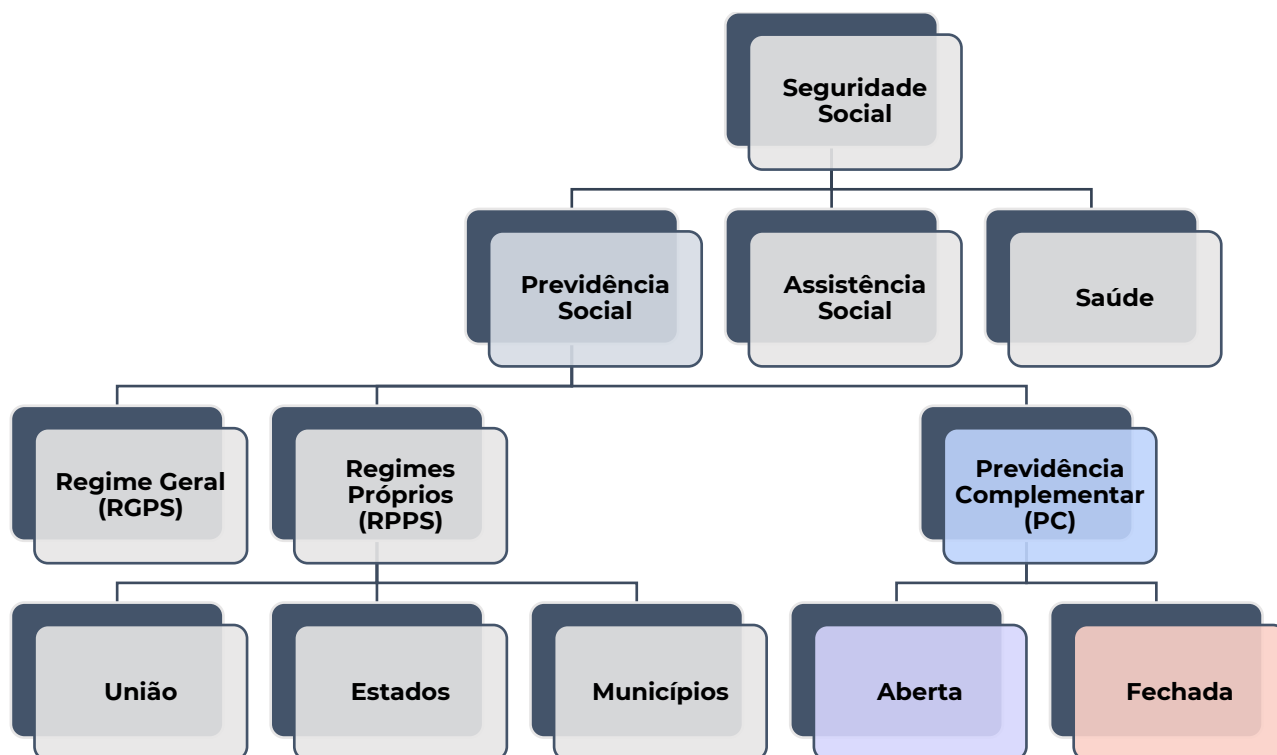 Seguridade
Social
Previdência
Social
Assistência
Social
Saúde
Regime Geral
(RGPS)
Regimes
Próprios
(RPPS)
Previdência
Complementar
(PC)
União
Estados
Municípios
Aberta
Fechada